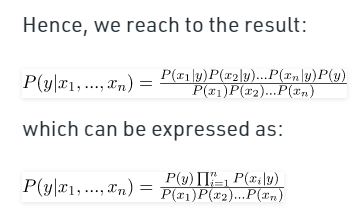 Hence, we reach to the result:
P(y|x₁, ..., xₙ) = P(x₁|y)P(x₂|y)...P(xₙ|y)P(y) / P(x₁)P(x₂)...P(xₙ)
which can be expressed as:
P(y|x₁, ..., xₙ) = P(y) ∏ⁿᵢ₌₁ P(xᵢ|y) / P(x₁)P(x₂)...P(xₙ)